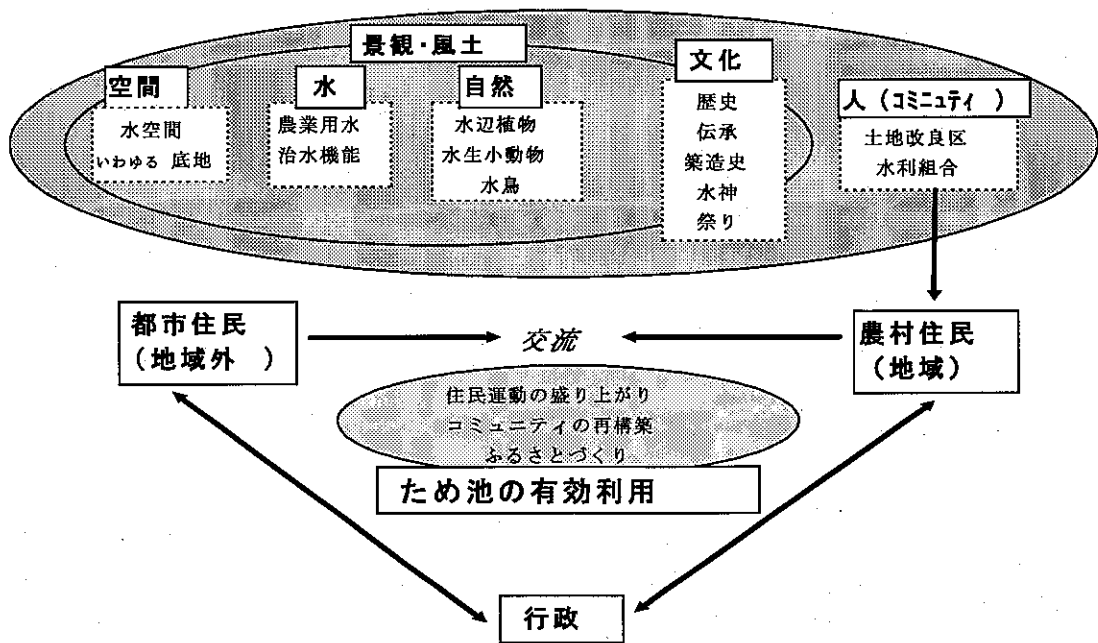 景観・風土
空間
水空間
いわゆる 底地
水
農業用水
治水機能
自然
水辺植物
水生小動物
水鳥
文化
歴史
伝承
築造史
水神
祭り
人（コミニュティ ）
土地改良区
水利組合
都市住民
（地域外 ）
交流
農村住民
（地域）
住民運動の盛り上がり
コミュニティの再構築
ふるさとづくり
ため池の有効利用
行政